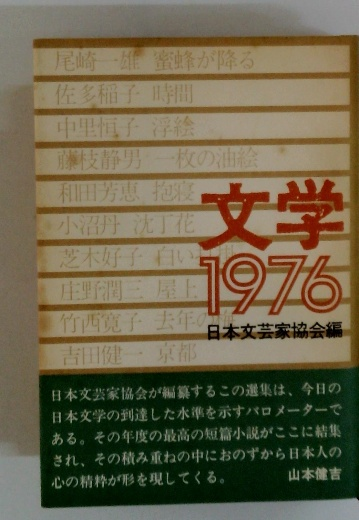 尾崎一雄 蜜蜂が降る
佐多稲子 時間
中里恒子 浮絵
藤枝静男 一枚の油絵
和田芳恵 抱寝
小沼丹 沈丁花
芝木好子 白い
庄野潤三 屋上
竹西寛子 去年の梅
吉田健一 京都
文学
1976
日本文芸家協会編
日本文芸家協会が編纂するこの選集は、今日の
日本文学の到達した水準を示すバロメーターで
ある。その年度の最高の短篇小説がここに結集
され、その積み重ねの中におのずから日本人の
心の精粋が形を現してくる。 山本健吉